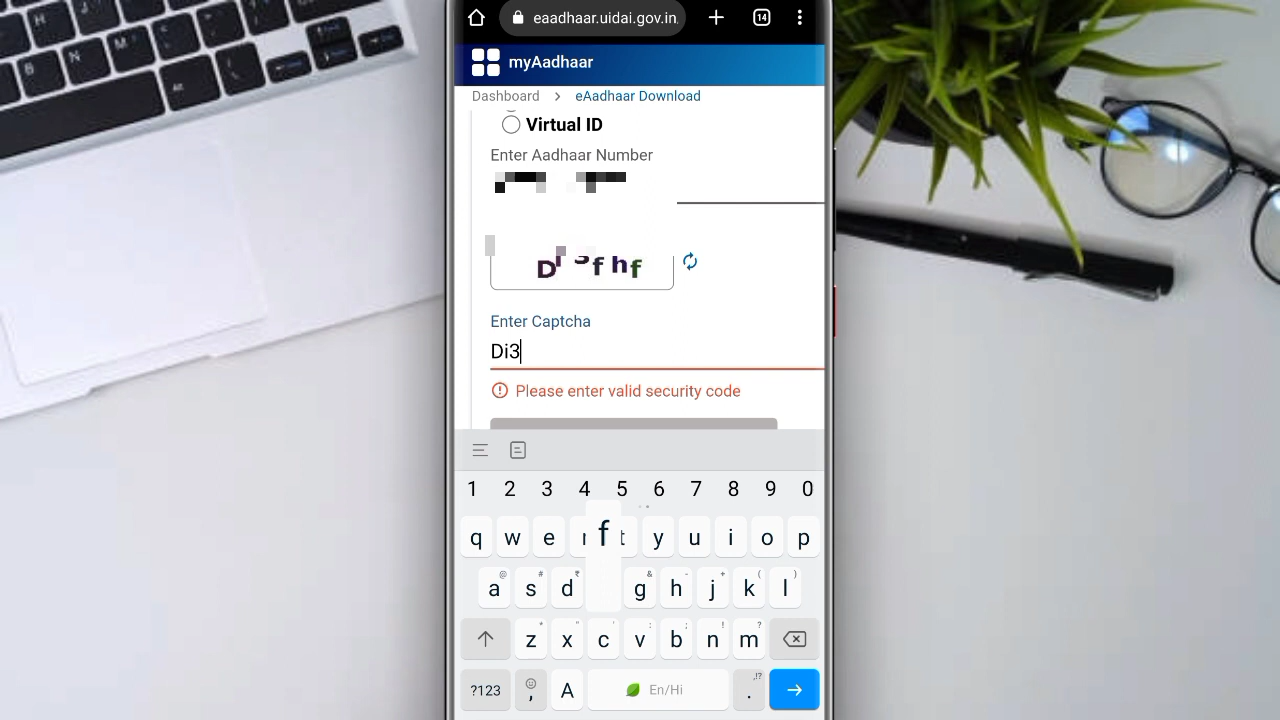 eaadhaar.uidai.gov.in
14
myAadhaar
Dashboard > eAadhaar Download
Virtual ID
Enter Aadhaar Number
Enter Captcha
Di3
Please enter valid security code
1 2 3 4 5 6 7 8 9 0
q w e r f t y u i o p
a s d g h j k l
z x c v b n m
?123 , A En/Hi .